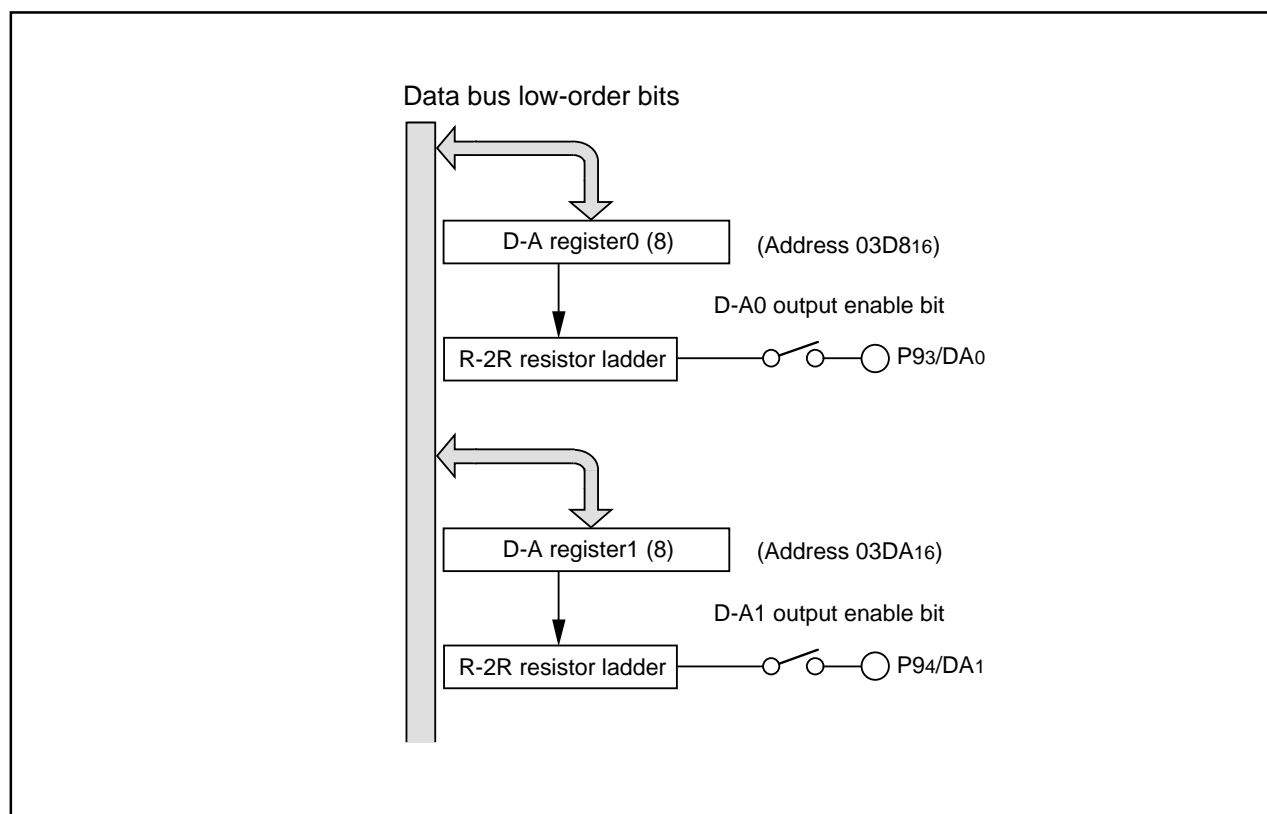 Data bus low-order bits
D-A register0 (8)
(Address 03D816)
D-A0 output enable bit
R-2R resistor ladder
P93/DA0
D-A register1 (8)
(Address 03DA16)
D-A1 output enable bit
R-2R resistor ladder
P94/DA1